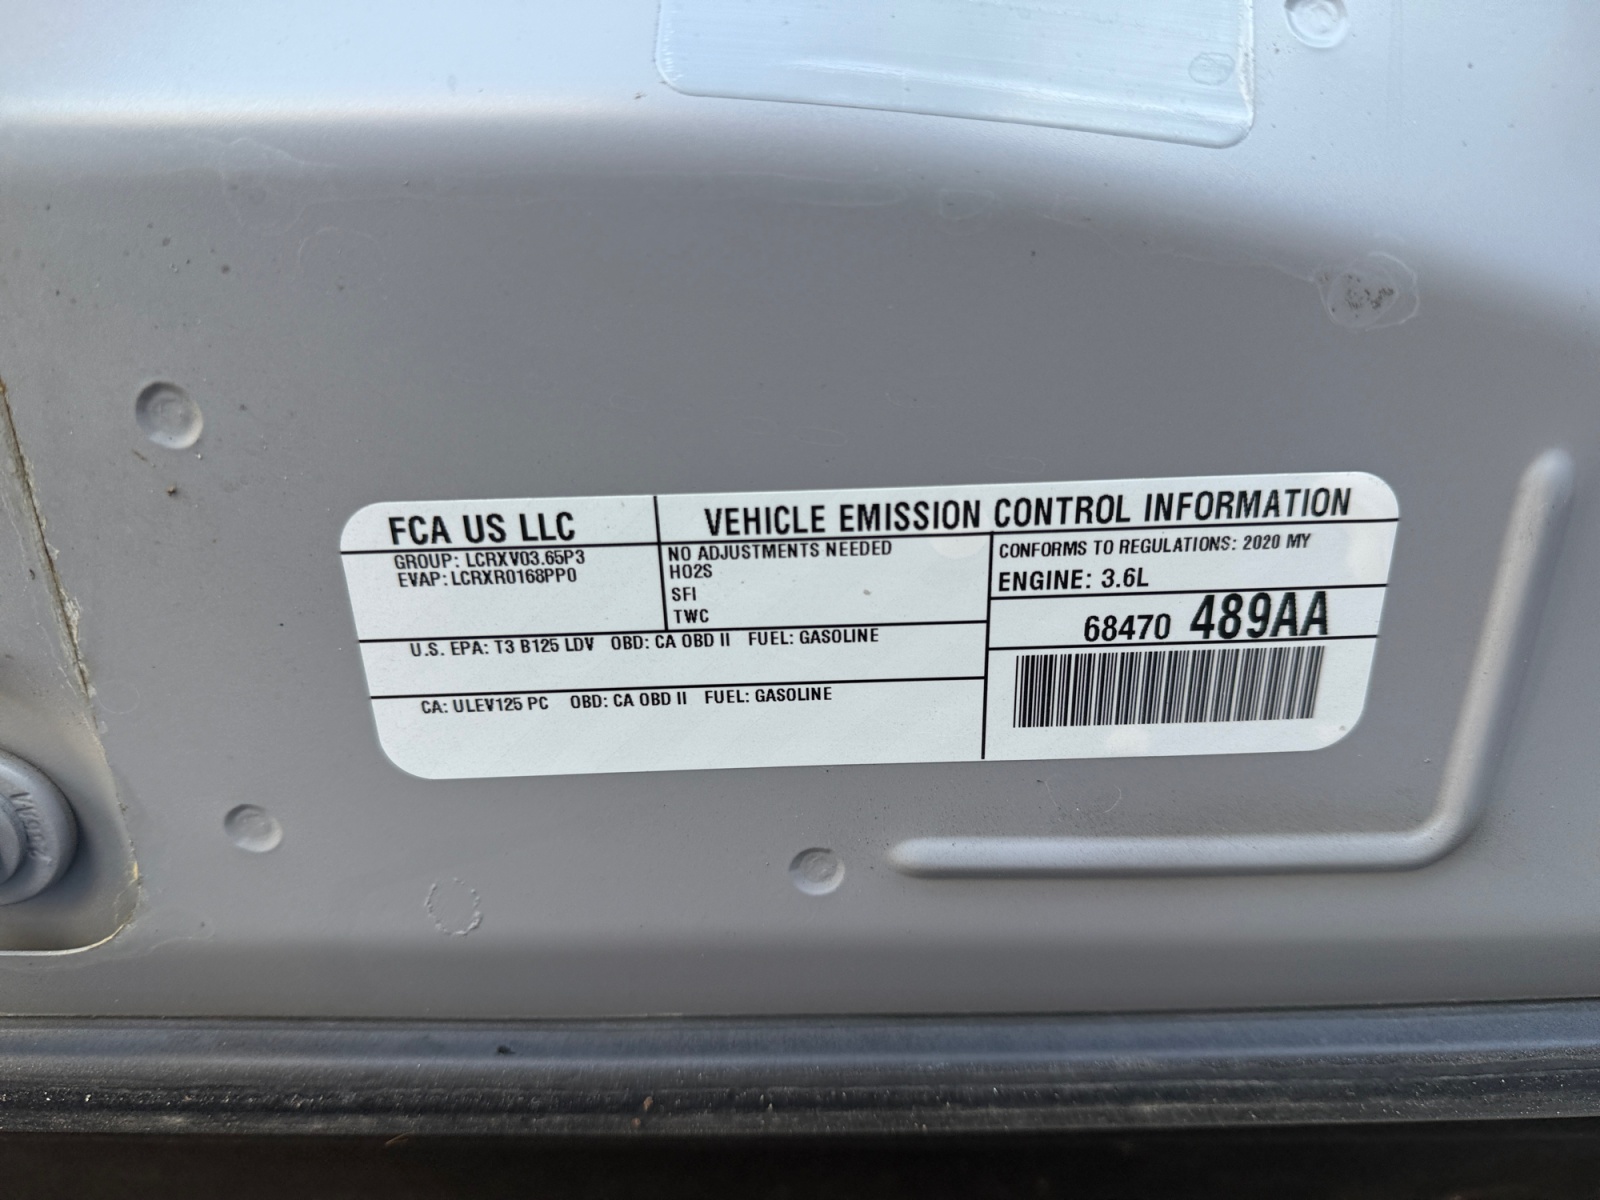 FCA US LLC
VEHICLE EMISSION CONTROL INFORMATION
GROUP: LCRXV03.65P3
EVAP: LCRXR0168PP0
NO ADJUSTMENTS NEEDED
HO2S
SFI
TWC
CONFORMS TO REGULATIONS: 2020 MY
ENGINE: 3.6L
68470 489AA
U.S. EPA: T3 B125 LDV OBD: CA OBD II FUEL: GASOLINE
CA: ULEV125 PC OBD: CA OBD II FUEL: GASOLINE